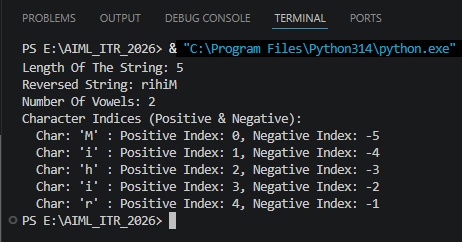 PROBLEMS OUTPUT DEBUG CONSOLE TERMINAL PORTS
PS E:\AIML_ITR_2026> & "C:\Program Files\Python314\python.exe"
Length Of The String: 5
Reversed String: rihiM
Number Of Vowels: 2
Character Indices (Positive & Negative):
  Char: 'M' : Positive Index: 0, Negative Index: -5
  Char: 'i' : Positive Index: 1, Negative Index: -4
  Char: 'h' : Positive Index: 2, Negative Index: -3
  Char: 'i' : Positive Index: 3, Negative Index: -2
  Char: 'r' : Positive Index: 4, Negative Index: -1
PS E:\AIML_ITR_2026>